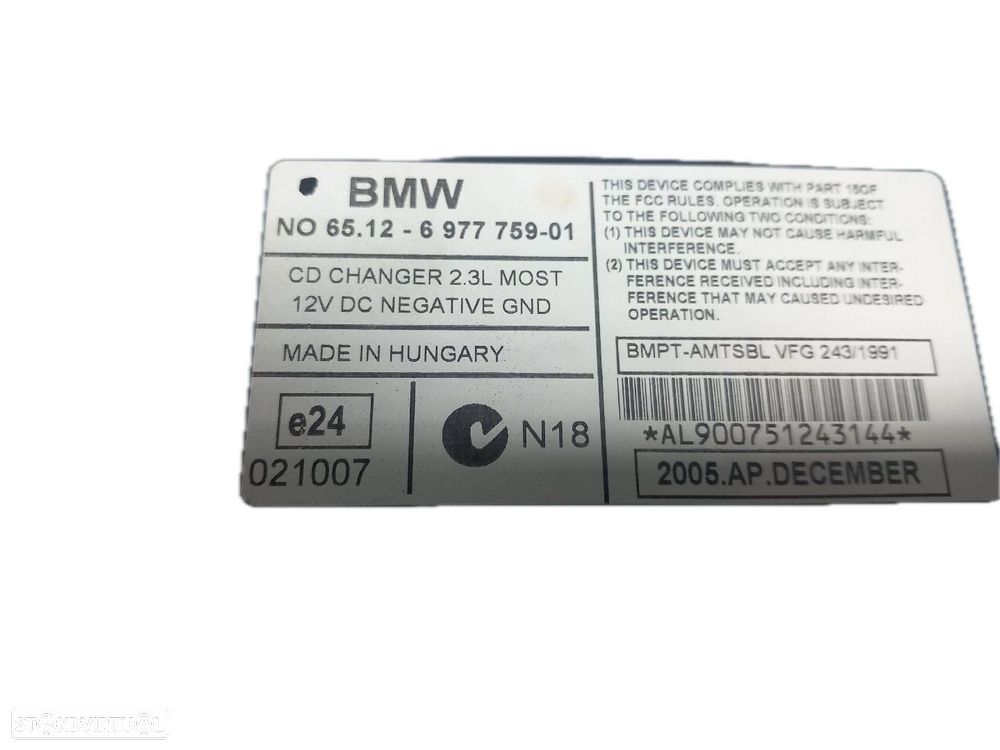 BMW
NO 65.12 - 6 977 759-01
CD CHANGER 2.3L MOST
12V DC NEGATIVE GND
MADE IN HUNGARY
e24
021007
N18
THIS DEVICE COMPLIES WITH PART 15OF
THE FCC RULES. OPERATION IS SUBJECT
TO THE FOLLOWING TWO CONDITIONS:
(1) THIS DEVICE MAY NOT CAUSE HARMFUL
INTERFERENCE.
(2) THIS DEVICE MUST ACCEPT ANY INTER-
FERENCE RECEIVED INCLUDING INTER-
FERENCE THAT MAY CAUSED UNDESIRED
OPERATION.
BMPT-AMTSBL VFG 243/1991
*AL900751243144*
2005.AP.DECEMBER
STANDVIRTUAL